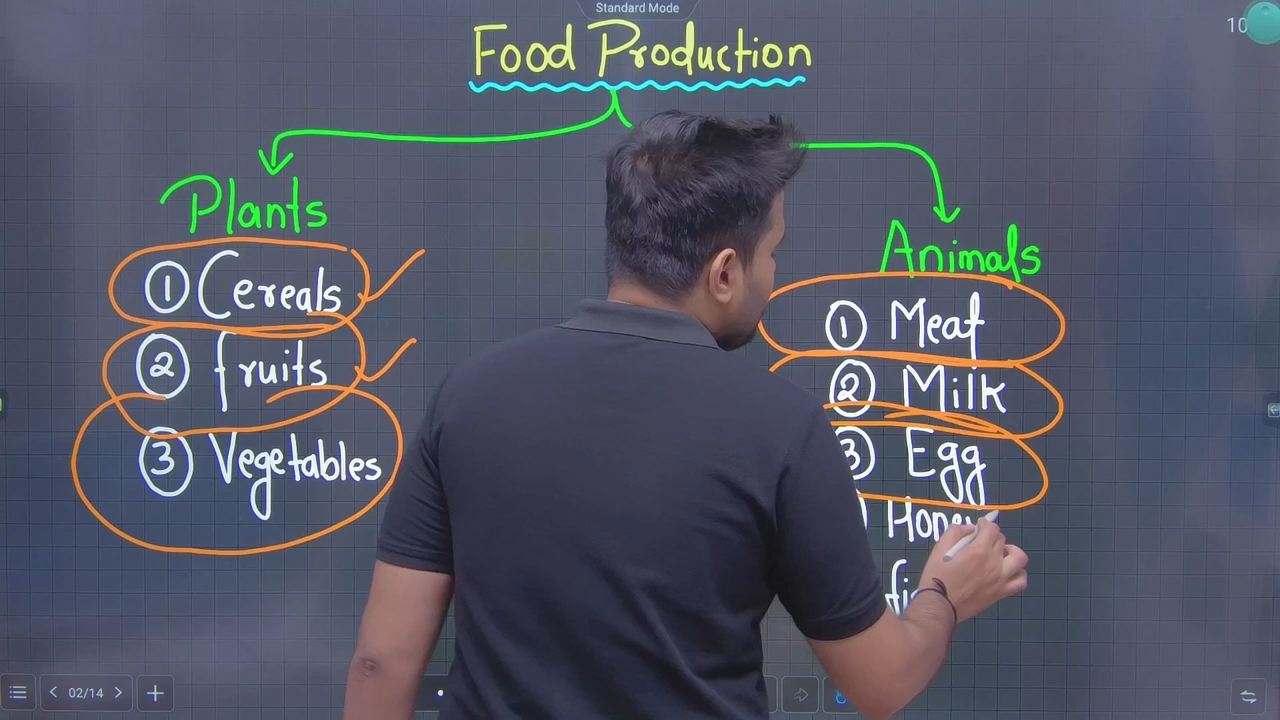 Standard Mode
10
Food Production
Plants
① Cereals
② fruits
③ Vegetables
Animals
① Meat
② Milk
③ Egg
02/14